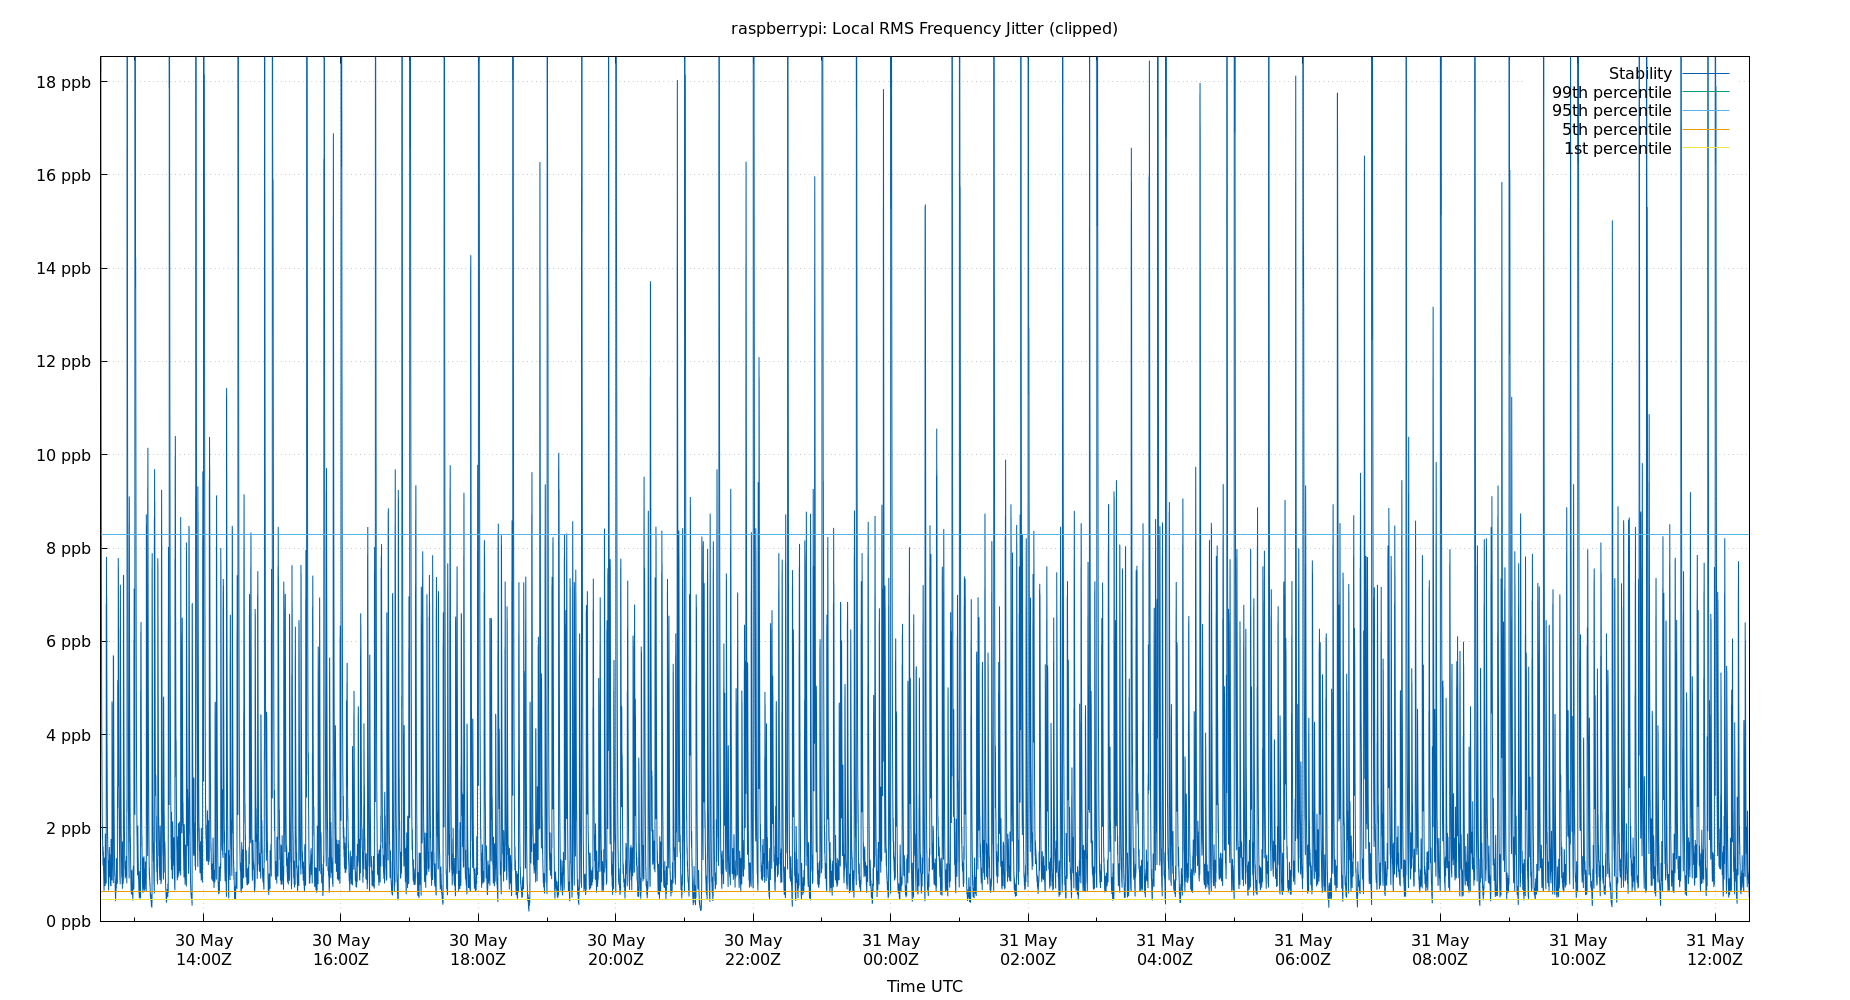 raspberrypi: Local RMS Frequency Jitter (clipped)
18 ppb
16 ppb
14 ppb
12 ppb
10 ppb
8 ppb
6 ppb
4 ppb
2 ppb
0 ppb
Stability
99th percentile
95th percentile
5th percentile
1st percentile
30 May 30 May 30 May 30 May 30 May 31 May 31 May 31 May 31 May 31 May 31 May 31 May
14:00Z 16:00Z 18:00Z 20:00Z 22:00Z 00:00Z 02:00Z 04:00Z 06:00Z 08:00Z 10:00Z 12:00Z
Time UTC